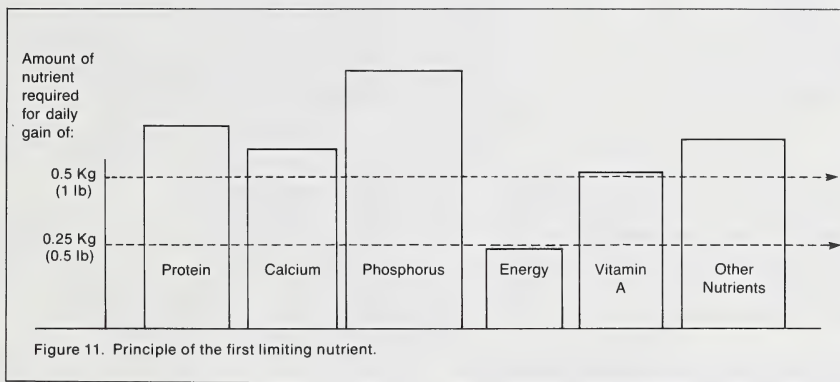 Amount of
nutrient
required
for daily
gain of:
0.5 Kg
(1 lb)
0.25 Kg
(0.5 lb)
Protein
Calcium
Phosphorus
Energy
Vitamin
A
Other
Nutrients
Figure 11. Principle of the first limiting nutrient.